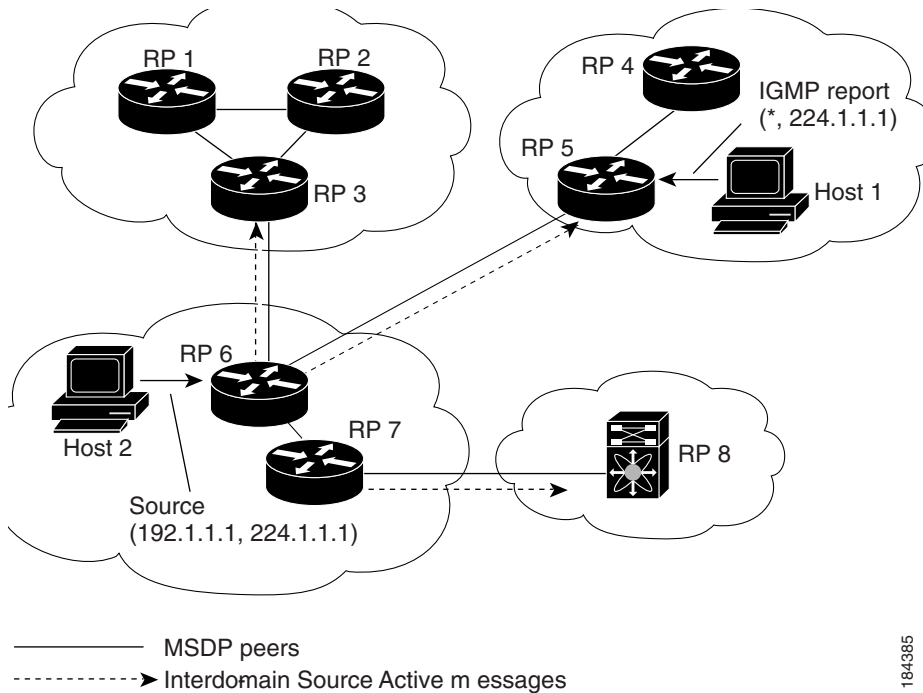 RP 1
RP 2
RP 3
RP 4
IGMP report
(*, 224.1.1.1)
RP 5
Host 1
RP 6
Host 2
RP 7
RP 8
Source
(192.1.1.1, 224.1.1.1)
MSDP peers
Interdomain Source Active m essages
184385